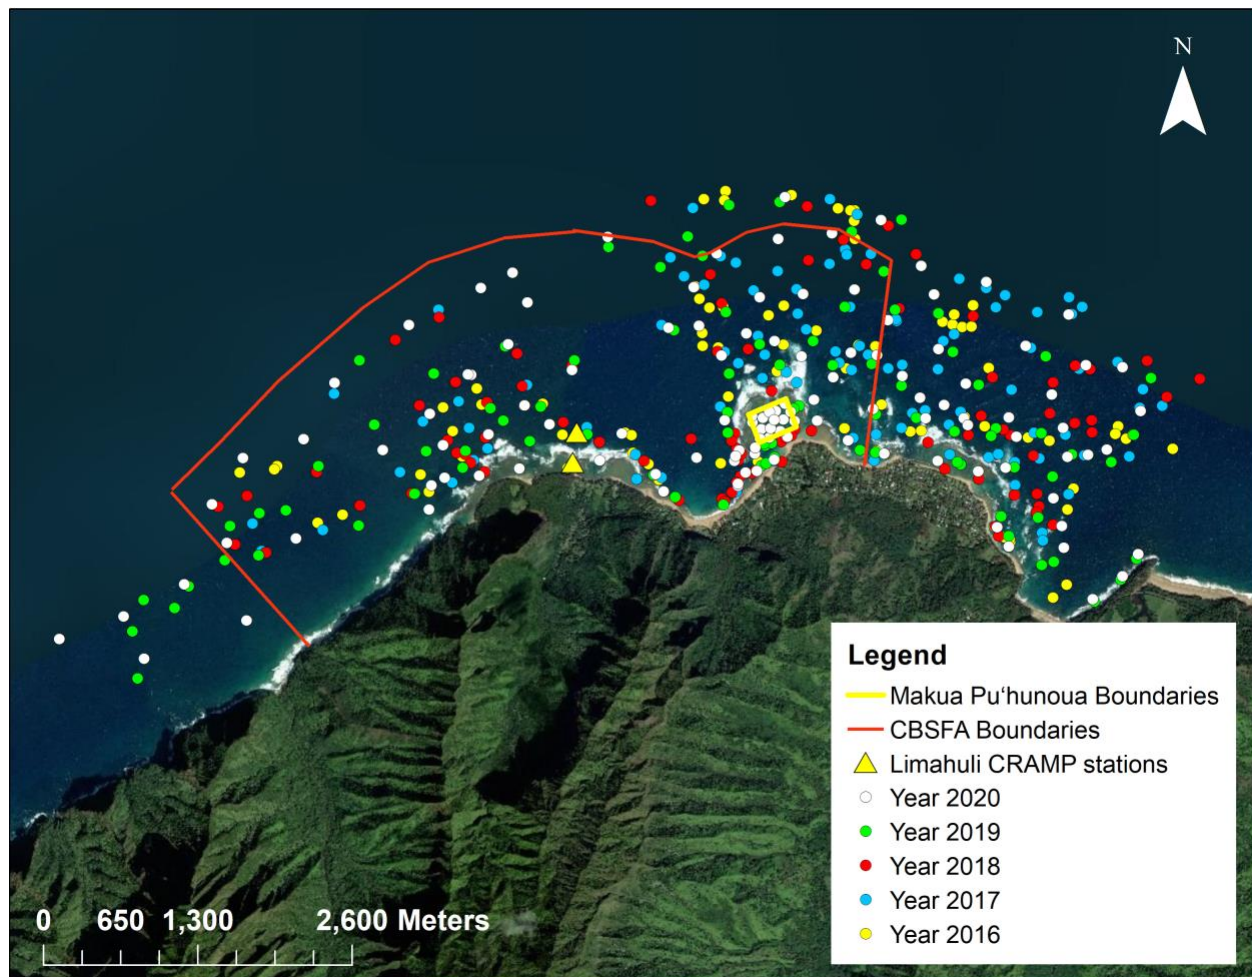 N
Legend
Makua Pu‘hunoua Boundaries
CBSFA Boundaries
Limahuli CRAMP stations
Year 2020
Year 2019
Year 2018
Year 2017
Year 2016
0 650 1,300 2,600 Meters